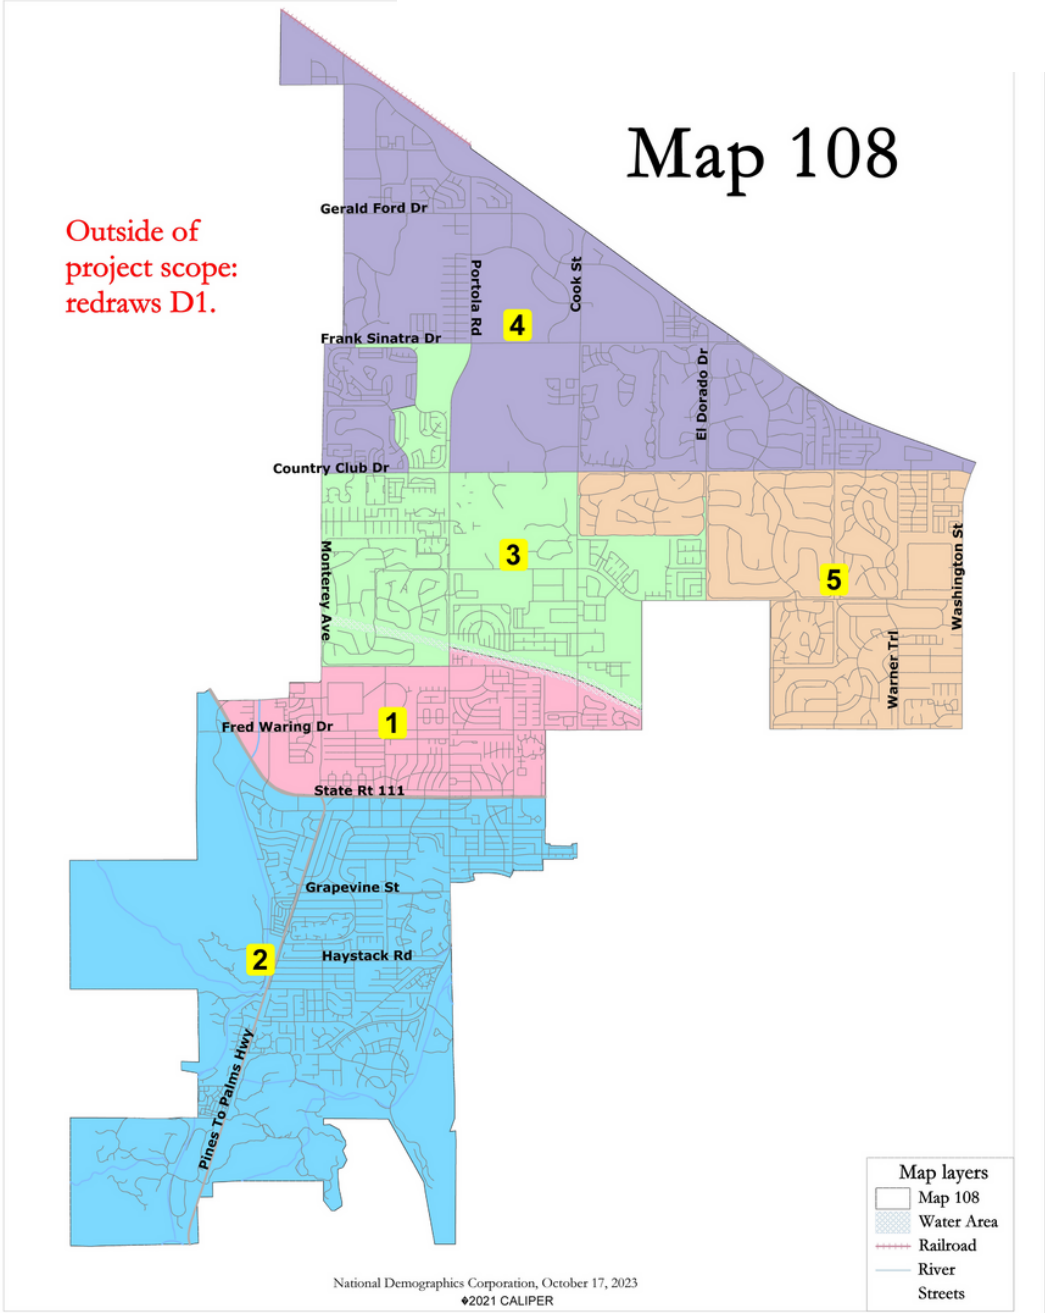 Map 108
Outside of
project scope:
redraws D1.
Gerald Ford Dr
Portola Rd
Cook St
4
Frank Sinatra Dr
El Dorado Dr
Country Club Dr
Monterey Ave
3
5
Washington St
Warner Trl
Fred Waring Dr
1
State Rt 111
Grapevine St
2
Haystack Rd
Pines To Palms Hwy
Map layers
Map 108
Water Area
Railroad
River
Streets
National Demographics Corporation, October 17, 2023
�2021 CALIPER